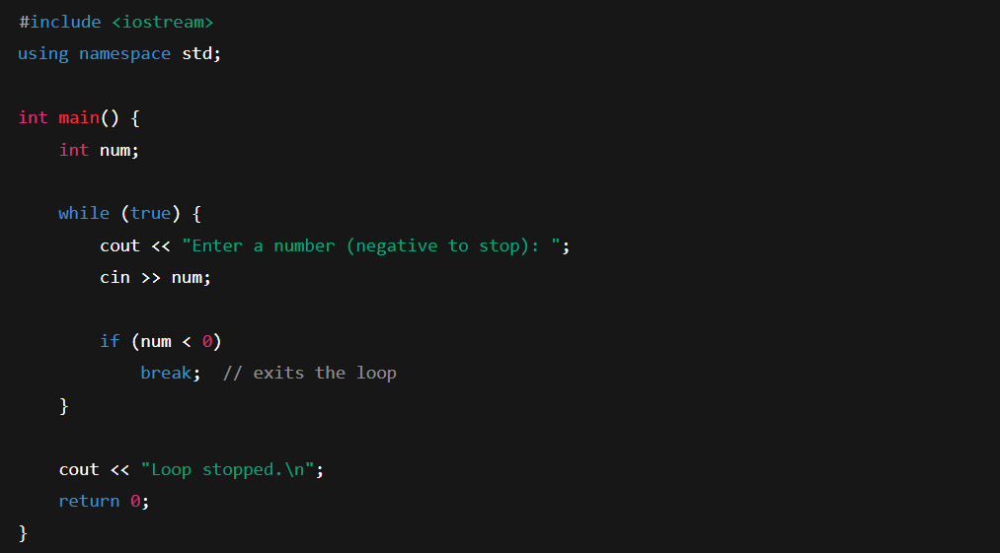 #include <iostream>
using namespace std;
int main() {
    int num;
    while (true) {
        cout << "Enter a number (negative to stop): ";
        cin >> num;
        if (num < 0)
            break;  // exits the loop
    }
    cout << "Loop stopped.\n";
    return 0;
}